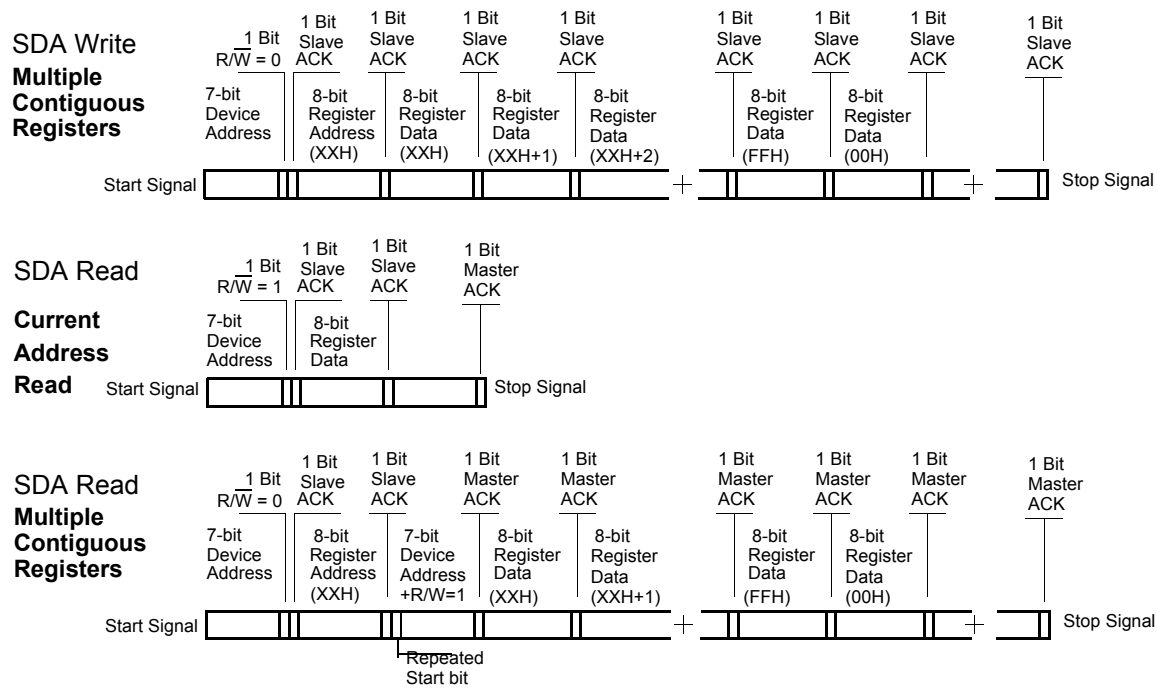 SDA Write
Multiple
Contiguous
Registers
1 Bit
R/W = 0
1 Bit
Slave
ACK
1 Bit
Slave
ACK
1 Bit
Slave
ACK
1 Bit
Slave
ACK
1 Bit
Slave
ACK
1 Bit
Slave
ACK
1 Bit
Slave
ACK
1 Bit
Slave
ACK
7-bit
Device
Address
8-bit
Register
Address
(XXH)
8-bit
Register
Data
(XXH)
8-bit
Register
Data
(XXH+1)
8-bit
Register
Data
(XXH+2)
8-bit
Register
Data
(FFH)
8-bit
Register
Data
(00H)
Start Signal
Stop Signal
SDA Read
Current
Address
Read
1 Bit
R/W = 1
1 Bit
Slave
ACK
1 Bit
Slave
ACK
1 Bit
Master
ACK
7-bit
Device
Address
8-bit
Register
Data
Start Signal
Stop Signal
SDA Read
Multiple
Contiguous
Registers
1 Bit
R/W = 0
1 Bit
Slave
ACK
1 Bit
Slave
ACK
1 Bit
Master
ACK
1 Bit
Master
ACK
1 Bit
Master
ACK
1 Bit
Master
ACK
1 Bit
Master
ACK
1 Bit
Master
ACK
7-bit
Device
Address
8-bit
Register
Address
(XXH)
7-bit
Device
Address
+R/W=1
8-bit
Register
Data
(XXH)
8-bit
Register
Data
(XXH+1)
8-bit
Register
Data
(FFH)
8-bit
Register
Data
(00H)
Start Signal
Stop Signal
Repeated
Start bit